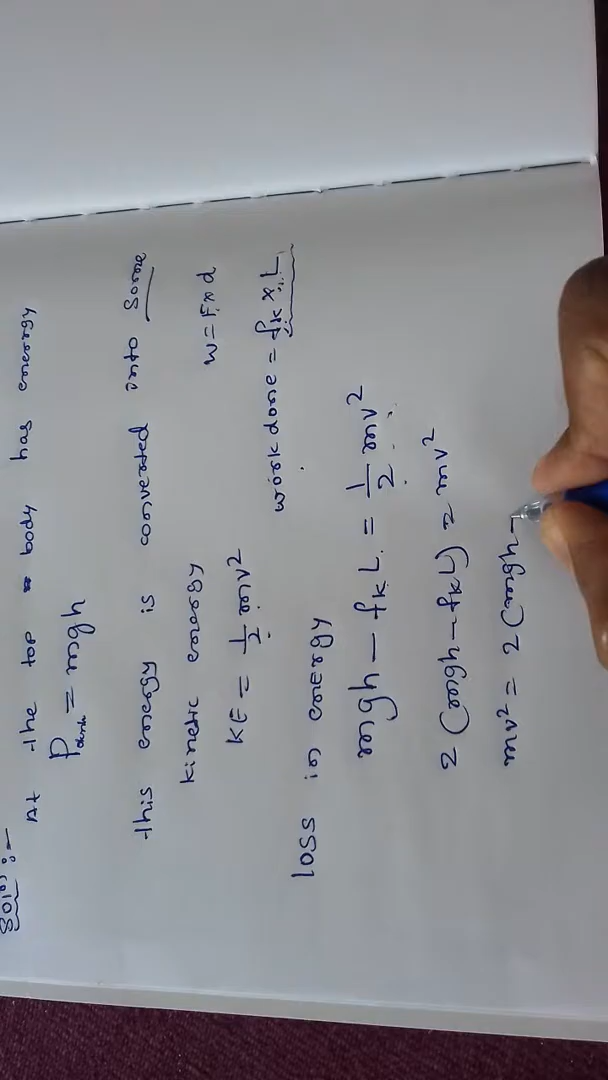 Soln:-
At the top body has energy
P = mgh
this energy is converted into some
kinetic energy
W = F x d
KE = 1/2 mv²
work done = fk x L
loss in energy
mgh - fk L = 1/2 mv²
2 (mgh - fk L) = mv²
mv² = 2 (mgh -